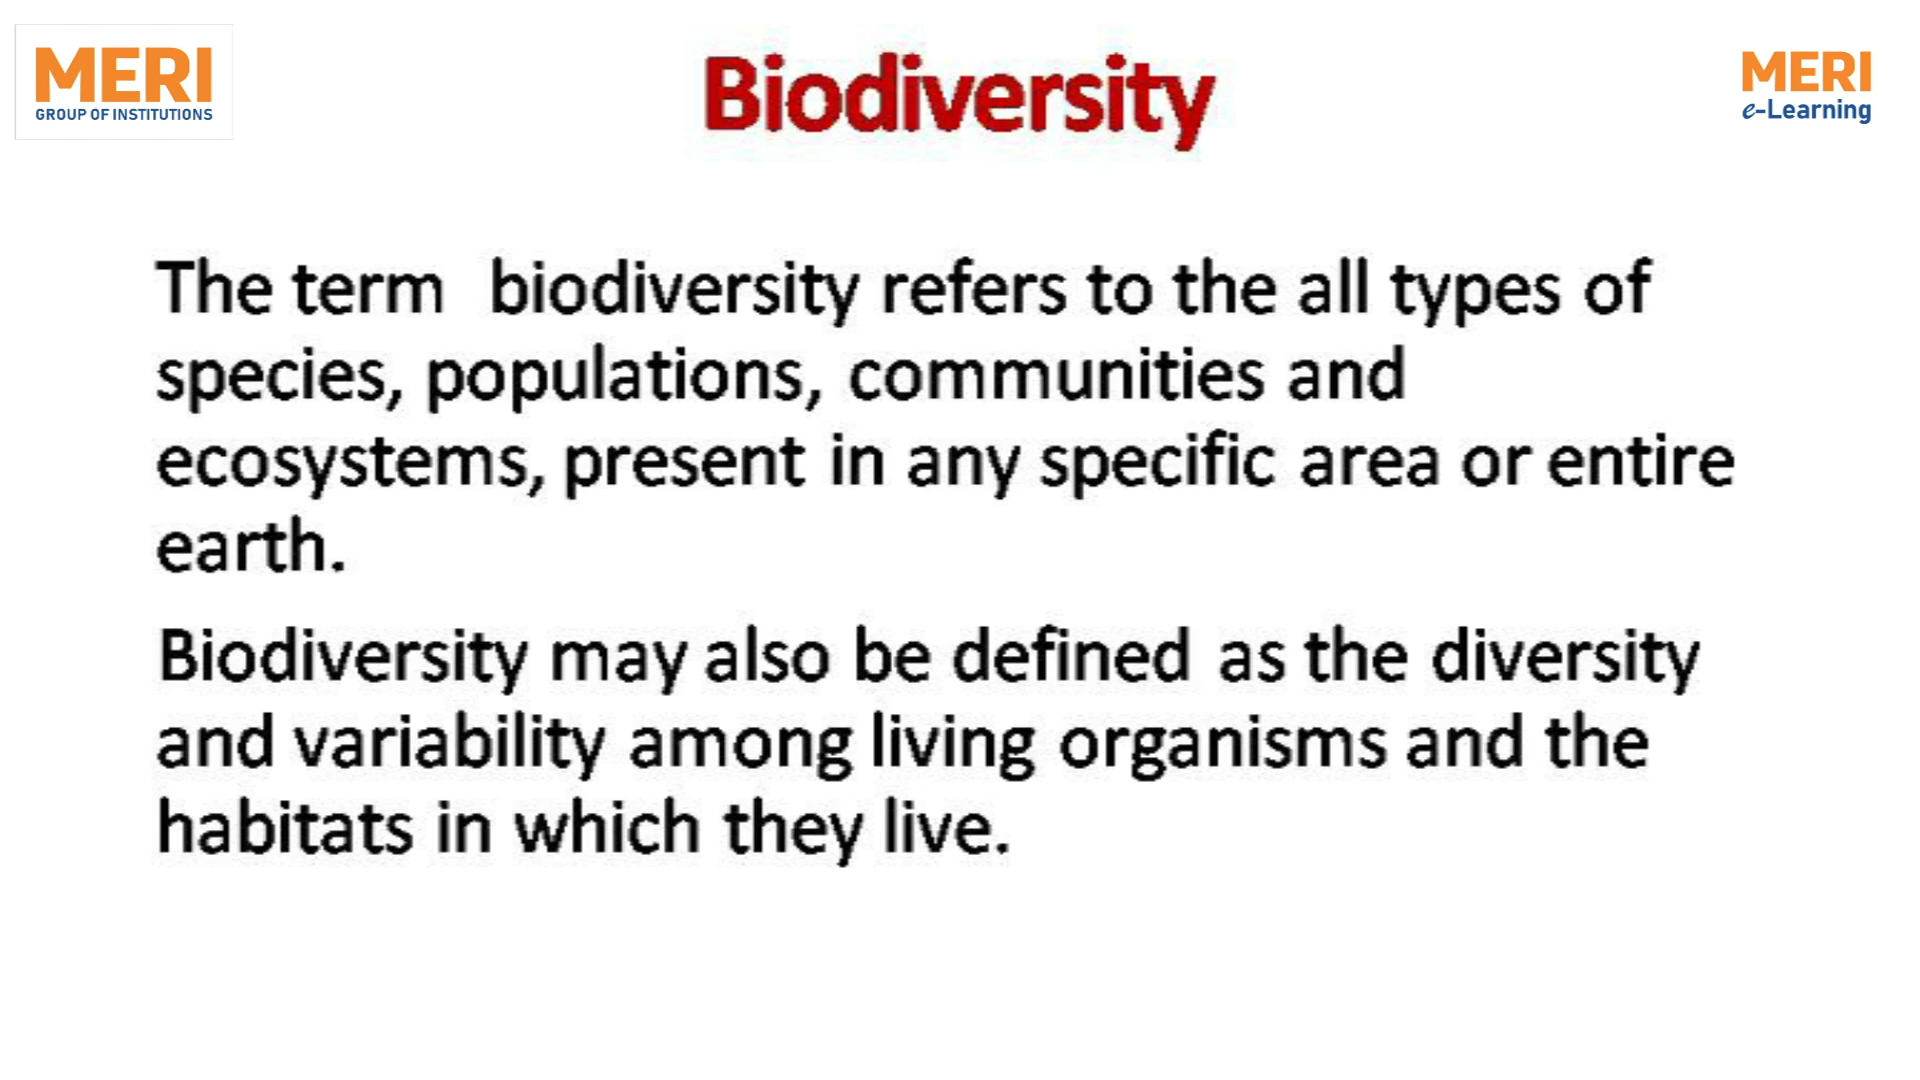 MERI
GROUP OF INSTITUTIONS
Biodiversity
MERI
e-Learning
The term biodiversity refers to the all types of
species, populations, communities and
ecosystems, present in any specific area or entire
earth.
Biodiversity may also be defined as the diversity
and variability among living organisms and the
habitats in which they live.